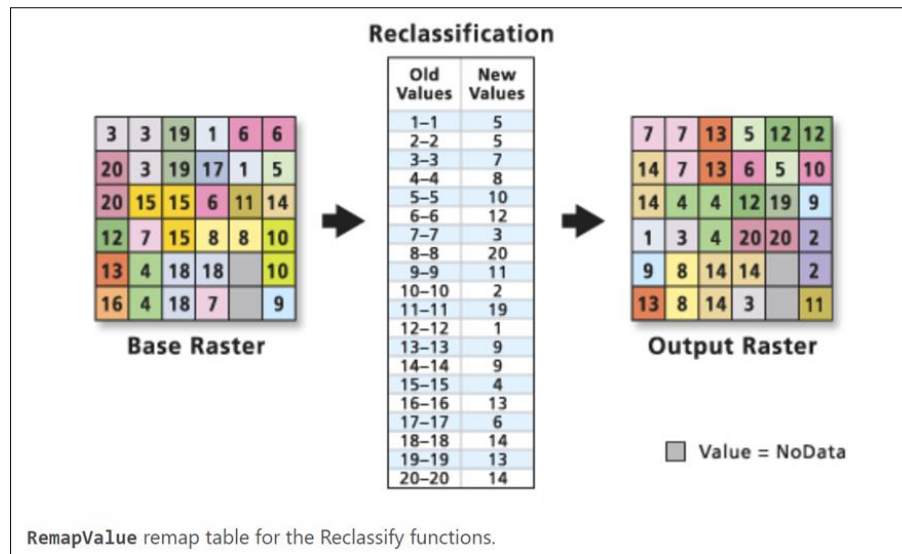 Reclassification
Old Values New Values
3 3 19 1 6 6
20 3 19 17 1 5
20 15 15 6 11 14
12 7 15 8 8 10
13 4 18 18 10
16 4 18 7 9
Base Raster
1–1 5
2–2 5
3–3 7
4–4 8
5–5 10
6–6 12
7–7 3
8–8 20
9–9 11
10–10 2
11–11 19
12–12 1
13–13 9
14–14 9
15–15 4
16–16 13
17–17 6
18–18 14
19–19 13
20–20 14
7 7 13 5 12 12
14 7 13 6 5 10
14 4 4 12 19 9
1 3 4 20 20 2
9 8 14 14 2
13 8 14 3 11
Output Raster
Value = NoData
RemapValue remap table for the Reclassify functions.